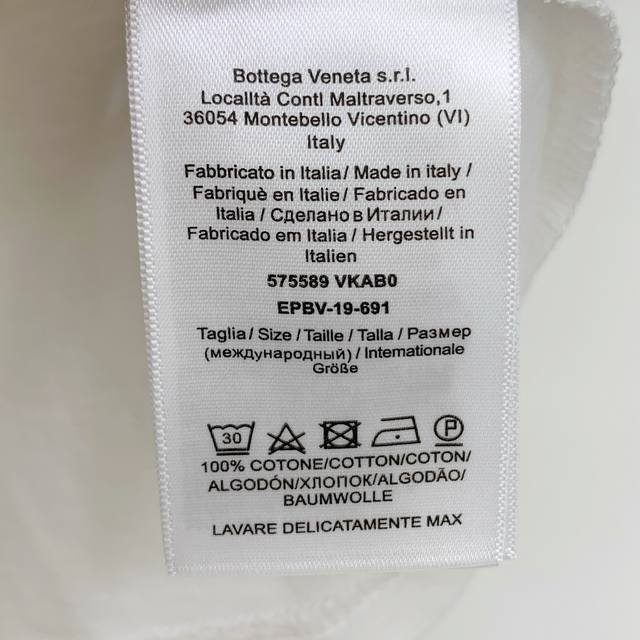 Bottega Veneta s.r.l.
Localltà Contl Maltraverso,1
36054 Montebello Vicentino (VI)
Italy
Fabbricato in Italia / Made in italy /
Fabriquè en Italie / Fabricado en
Italia / Сделано в Италии /
Fabricado em Italia / Hergestellt in
Italien
575589 VKAB0
EPBV-19-691
Taglia / Size / Taille / Talla / Размер
(международный) / Internationale
Größe
30
P
100% COTONE/COTTON/COTON/
ALGODÓN/ХЛОПОК/ALGODÃO/
BAUMWOLLE
LAVARE DELICATAMENTE MAX